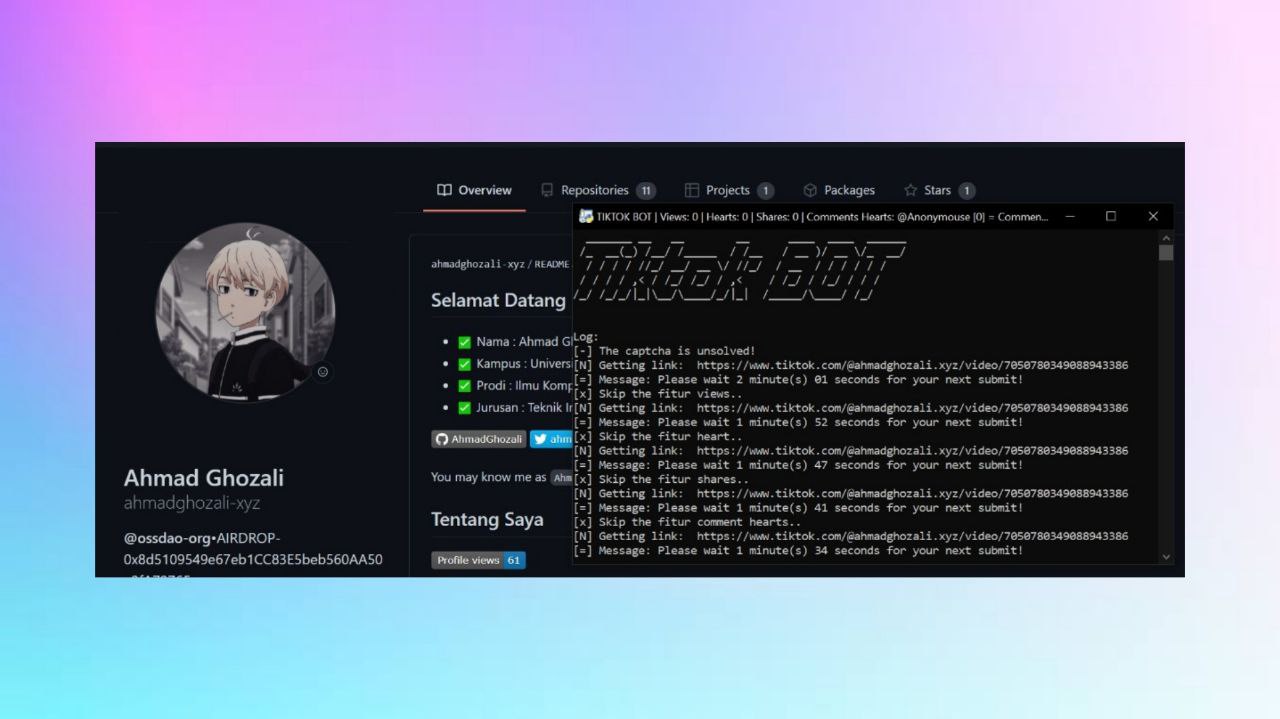 Overview
Repositories 11
Projects 1
Packages
Stars 1
TIKTOK BOT | Views: 0 | Hearts: 0 | Shares: 0 | Comments Hearts: @Anonymouse [0] = Commen...
Tiktok BOT
ahmadghozali-xyz / README
Selamat Datang
Nama : Ahmad
Kampus :
Prodi : Ilmu
Jurusan : Teknik
AhmadGhozali
You may know me as
Tentang Saya
Profile views 61
Ahmad Ghozali
ahmadghozali-xyz
@ossdao-org•AIRDROP-
0x8d5109549e67eb1CC83E5beb560AA50
Log:
[-] The captcha is unsolved!
[N] Getting link: https://www.tiktok.com/@ahmadghozali.xyz/video/7050780349088943386
[=] Message: Please wait 2 minute(s) 01 seconds for your next submit!
[x] Skip the fitur views..
[N] Getting link: https://www.tiktok.com/@ahmadghozali.xyz/video/7050780349088943386
[=] Message: Please wait 1 minute(s) 52 seconds for your next submit!
[x] Skip the fitur heart..
[N] Getting link: https://www.tiktok.com/@ahmadghozali.xyz/video/7050780349088943386
[=] Message: Please wait 1 minute(s) 47 seconds for your next submit!
[x] Skip the fitur shares..
[N] Getting link: https://www.tiktok.com/@ahmadghozali.xyz/video/7050780349088943386
[=] Message: Please wait 1 minute(s) 41 seconds for your next submit!
[x] Skip the fitur comment hearts..
[N] Getting link: https://www.tiktok.com/@ahmadghozali.xyz/video/7050780349088943386
[=] Message: Please wait 1 minute(s) 34 seconds for your next submit!